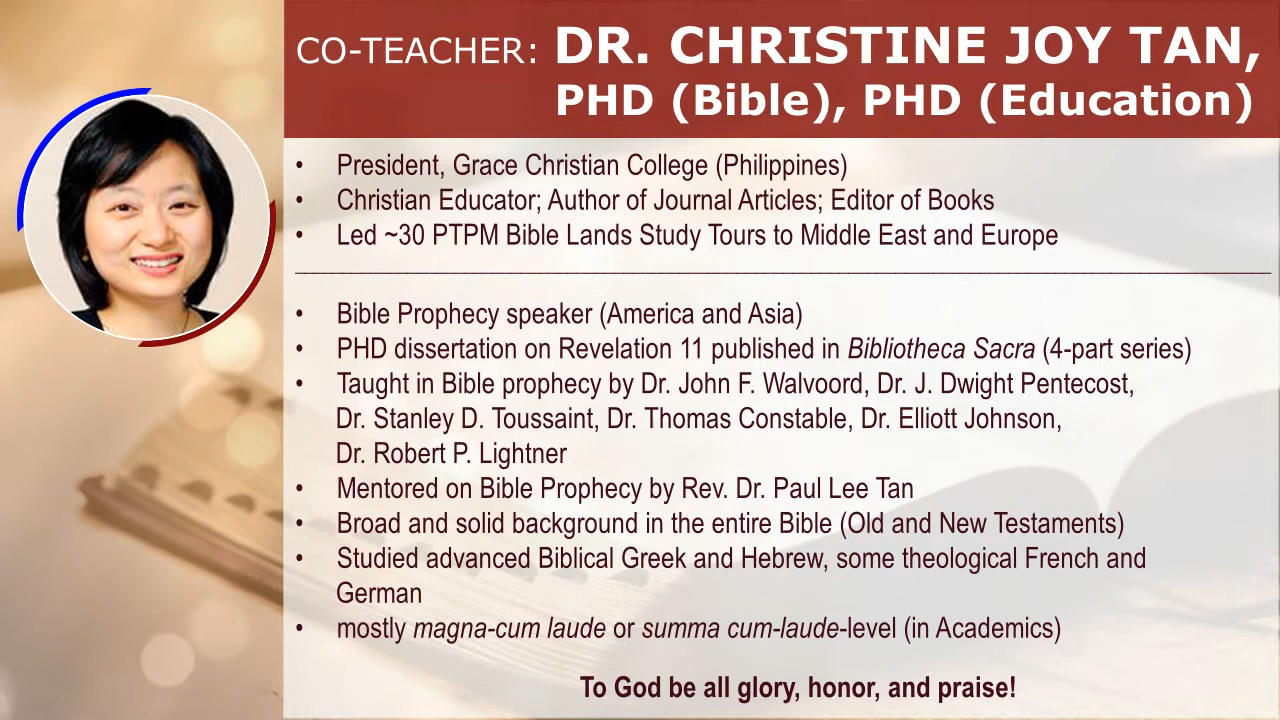 CO-TEACHER: DR. CHRISTINE JOY TAN,
PHD (Bible), PHD (Education)
• President, Grace Christian College (Philippines)
• Christian Educator; Author of Journal Articles; Editor of Books
• Led ~30 PTPM Bible Lands Study Tours to Middle East and Europe
• Bible Prophecy speaker (America and Asia)
• PHD dissertation on Revelation 11 published in Bibliotheca Sacra (4-part series)
• Taught in Bible prophecy by Dr. John F. Walvoord, Dr. J. Dwight Pentecost,
Dr. Stanley D. Toussaint, Dr. Thomas Constable, Dr. Elliott Johnson,
Dr. Robert P. Lightner
• Mentored on Bible Prophecy by Rev. Dr. Paul Lee Tan
• Broad and solid background in the entire Bible (Old and New Testaments)
• Studied advanced Biblical Greek and Hebrew, some theological French and
German
• mostly magna-cum laude or summa cum-laude-level (in Academics)
To God be all glory, honor, and praise!